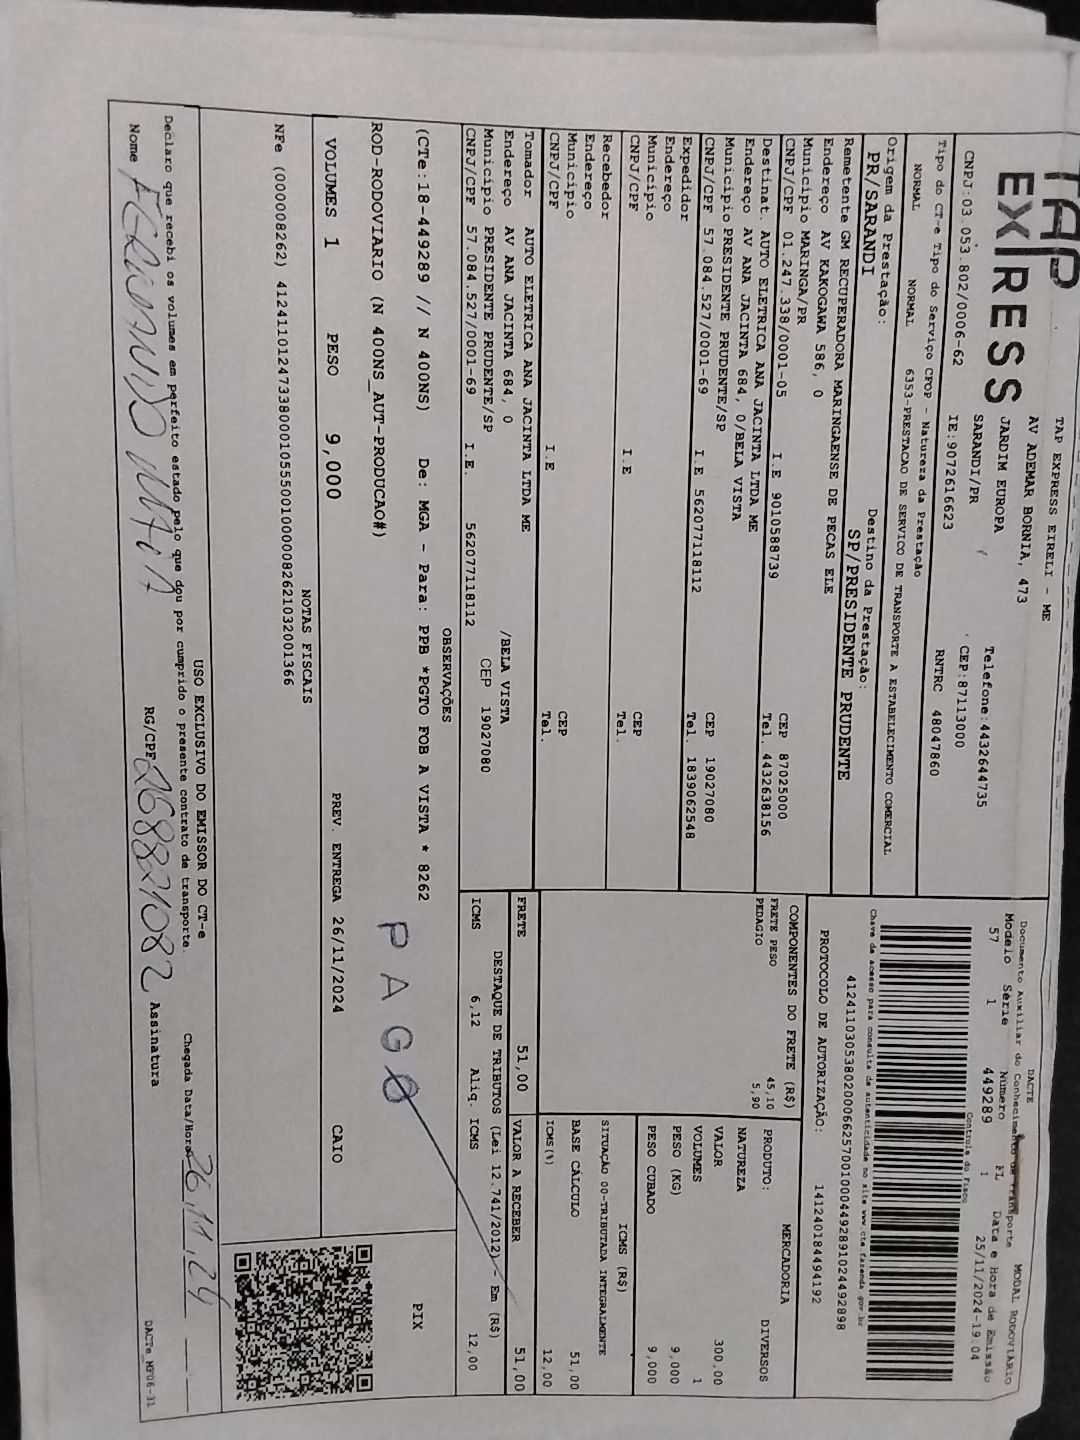 TAP
EXPRESS
TAP EXPRESS EIRELI - ME
AV ADEMAR BORNIA, 473
JARDIM EUROPA
SARANDI/PR
Telefone:4432644735
CEP:87113000
CNPJ:03.053.802/0006-62
IE:9072616623
RNTRC 48047860
DACTE
Documento Auxiliar do Conhecimento de Transporte
MODAL RODOVIARIO
Modelo Série Número FL Data e Hora de Emissão
57 1 449289 1 25/11/2024-19:04
Controle do Fisco
Tipo do CT-e Tipo do Serviço CFOP - Natureza da Prestação
NORMAL NORMAL 6353-PRESTACAO DE SERVICO DE TRANSPORTE A ESTABELECIMENTO COMERCIAL
Chave de acesso para consulta de autenticidade no site www.cte.fazenda.gov.br
41241103053802000662570010004492891024492898
PROTOCOLO DE AUTORIZAÇÃO: 141240184494192
Origem da Prestação: Destino da Prestação:
PR/SARANDI SP/PRESIDENTE PRUDENTE
Remetente GM RECUPERADORA MARINGAENSE DE PECAS ELE
Endereço AV KAKOGAWA 586, 0
Município MARINGA/PR CEP 87025000
CNPJ/CPF 01.247.338/0001-05 I.E 9010588739 Tel. 4432638156
Destinat. AUTO ELETRICA ANA JACINTA LTDA ME
Endereço AV ANA JACINTA 684, 0/BELA VISTA
Município PRESIDENTE PRUDENTE/SP CEP 19027080
CNPJ/CPF 57.084.527/0001-69 I.E 562077118112 Tel. 1839062548
Expedidor
Endereço
Município CEP
CNPJ/CPF I.E Tel.
Recebedor
Endereço
Município CEP
CNPJ/CPF I.E Tel.
Tomador AUTO ELETRICA ANA JACINTA LTDA ME
Endereço AV ANA JACINTA 684, 0 /BELA VISTA
Município PRESIDENTE PRUDENTE/SP CEP 19027080
CNPJ/CPF 57.084.527/0001-69 I.E. 562077118112
COMPONENTES DO FRETE (R$)
FRETE PESO 45,10
PEDAGIO 5,90
MERCADORIA
PRODUTO: DIVERSOS
NATUREZA
VALOR 300,00
VOLUMES 1
PESO (KG) 9,000
PESO CUBADO 9,000
ICMS (R$)
SITUAÇÃO 00-TRIBUTADA INTEGRALMENTE
BASE CÁLCULO 51,00
ICMS(%) 12,00
FRETE 51,00 VALOR A RECEBER 51,00
DESTAQUE DE TRIBUTOS (Lei 12.741/2012) - Em (R$)
ICMS 6,12 Aliq. ICMS 12,00
OBSERVAÇÕES
(CTe:18-449289 // N 400NS) De: MGA - Para: PPB *PGTO FOB A VISTA * 8262
ROD-RODOVIARIO (N 400NS_AUT-PRODUCAO#)
PAGO
PIX
VOLUMES 1 PESO 9,000 PREV. ENTREGA 26/11/2024 CAIO
NOTAS FISCAIS
NFe (000008262) 41241101247338000105550010000082621032001366
USO EXCLUSIVO DO EMISSOR DO CT-e
Declaro que recebi os volumes em perfeito estado pelo que dou por cumprido o presente contrato de transporte.
Chegada Data/Hora 26,11,24
Nome FERNANDO RG/CPF 268821082 Assinatura
DACTe_MF06-31